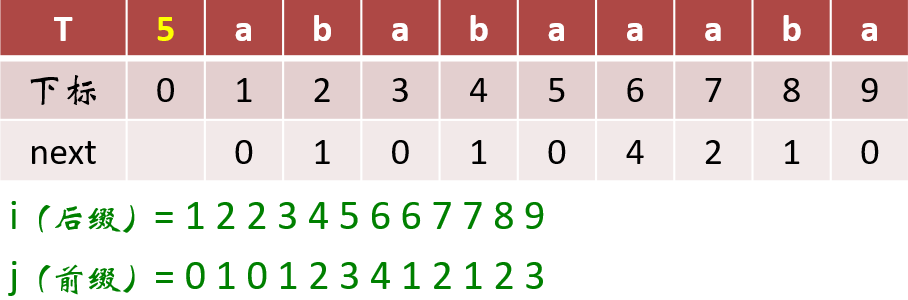 T 5 a b a b a a a b a
下标 0 1 2 3 4 5 6 7 8 9
next 0 1 0 1 0 4 2 1 0
i（后缀）= 1 2 2 3 4 5 6 6 7 7 8 9
j（前缀）= 0 1 0 1 2 3 4 1 2 1 2 3